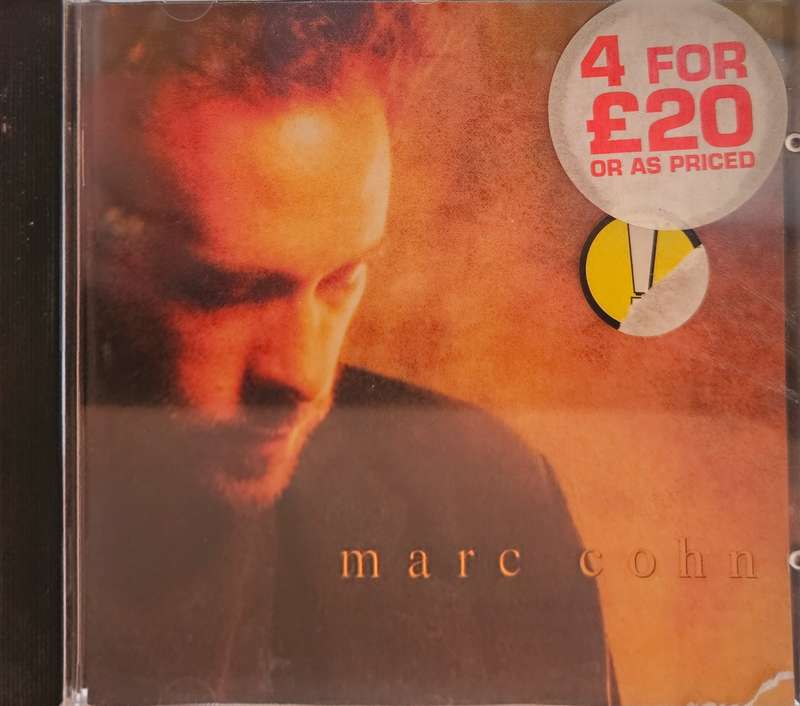 4 FOR
£20
OR AS PRICED
marc cohn